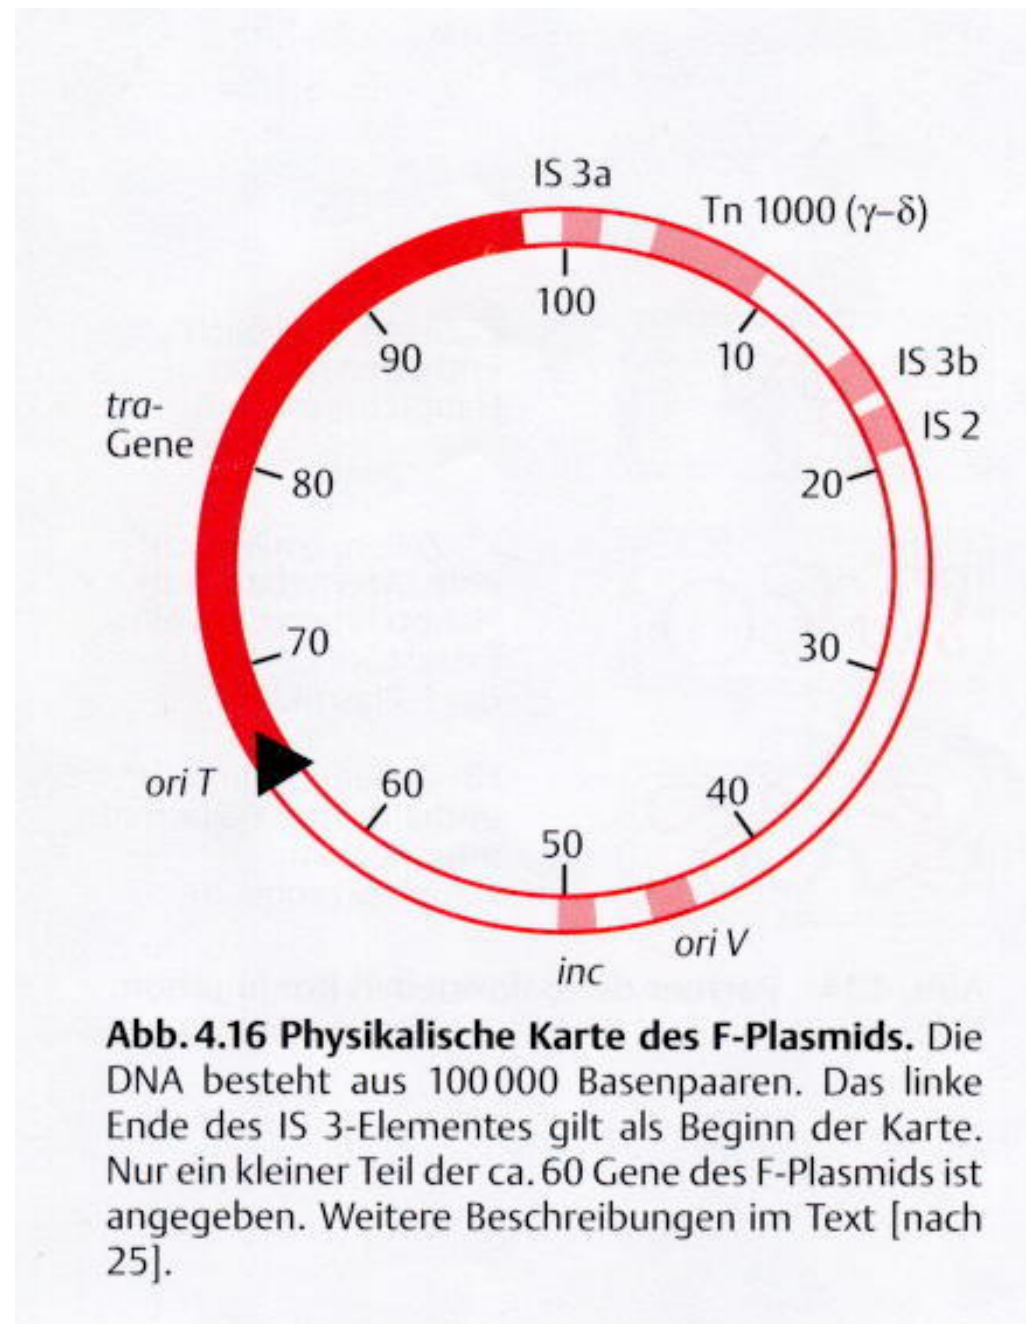 IS 3a
Tn 1000 (γ–δ)
100
90
10
IS 3b
tra-
Gene
IS 2
80
20
70
30
ori T
60
40
50
ori V
inc
Abb. 4.16 Physikalische Karte des F-Plasmids. Die
DNA besteht aus 100 000 Basenpaaren. Das linke
Ende des IS 3-Elementes gilt als Beginn der Karte.
Nur ein kleiner Teil der ca. 60 Gene des F-Plasmids ist
angegeben. Weitere Beschreibungen im Text [nach
25].